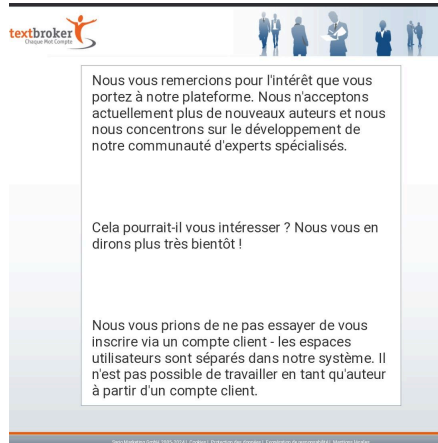 textbroker
Chaque Mot Compte
Nous vous remercions pour l'intérêt que vous
portez à notre plateforme. Nous n'acceptons
actuellement plus de nouveaux auteurs et nous
nous concentrons sur le développement de
notre communauté d'experts spécialisés.
Cela pourrait-il vous intéresser ? Nous vous en
dirons plus très bientôt !
Nous vous prions de ne pas essayer de vous
inscrire via un compte client - les espaces
utilisateurs sont séparés dans notre système. Il
n'est pas possible de travailler en tant qu'auteur
à partir d'un compte client.